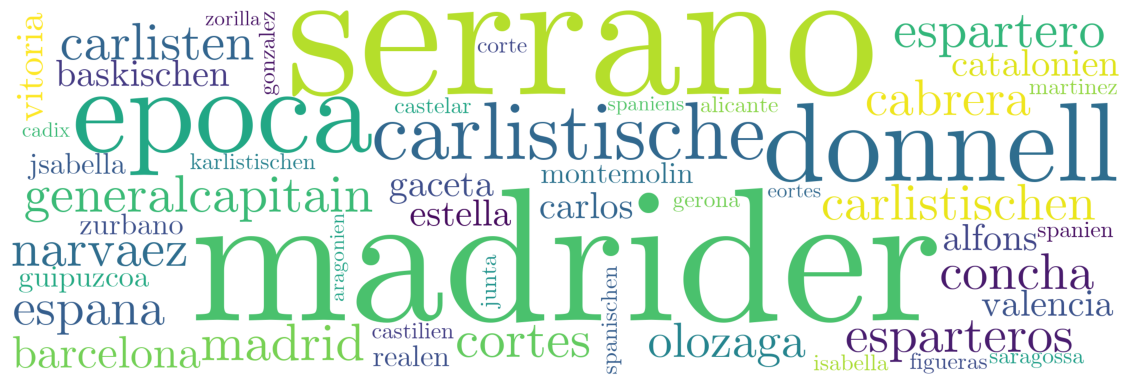 zorilla
serrano
vitoria
carlisten
gonzalez
corte
espartero
baskischen
catalonien
martinez
epoca
castelar
spaniens
alicante
cabrera
cadix
carlistische
donnell
jsabella
karlistischen
montemolin
generalcapitain
gaceta
eortes
estella
carlos
gerona
carlistischen
zurbano
aragonien
madrider
narvaez
alfons
spanien
guipuzcoa
junta
spanischen
concha
espana
valencia
barcelona
madrid
castilien
realen
cortes
olozaga
esparteros
isabella
figueras
saragossa